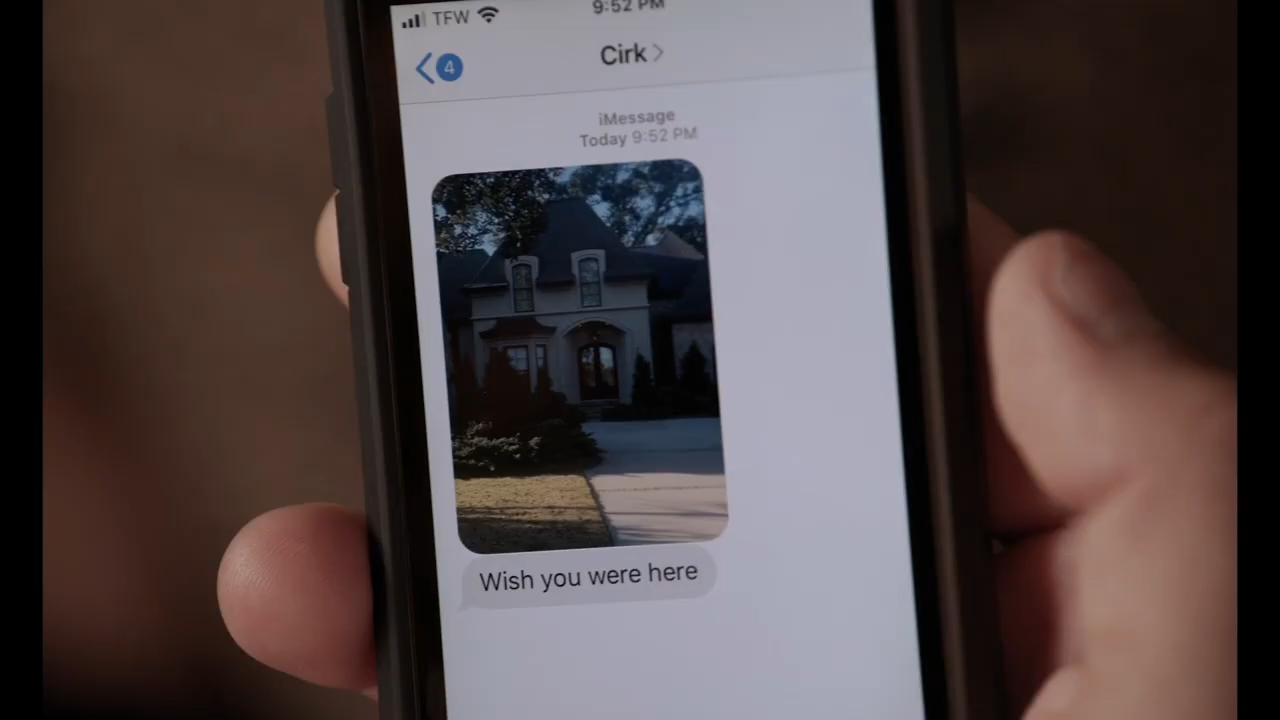 TFW 9:52 PM
4 Cirk
iMessage
Today 9:52 PM
Wish you were here